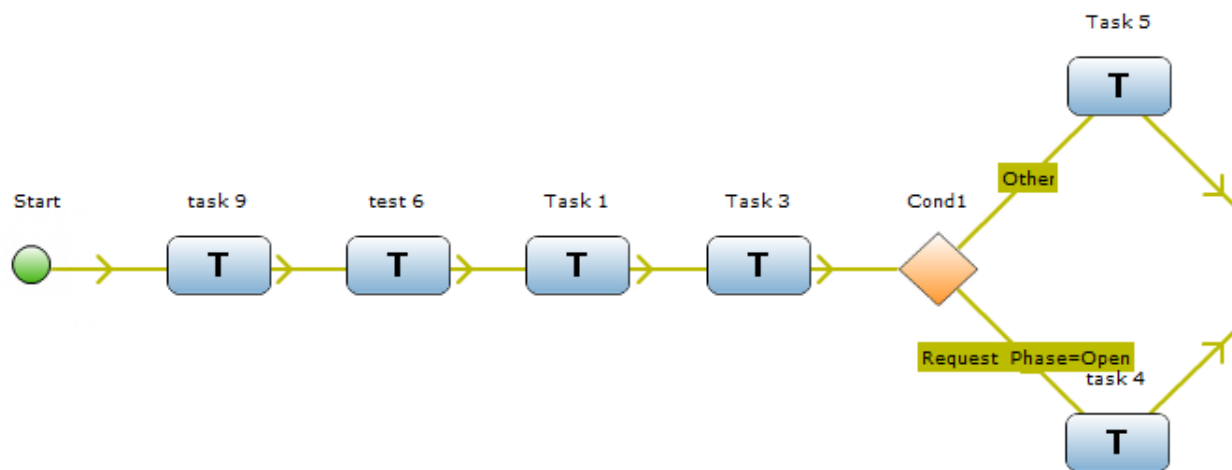 Task 5
T
Other
Start
task 9
test 6
Task 1
Task 3
Cond1
T
T
T
T
Request Phase=Open
task 4
T